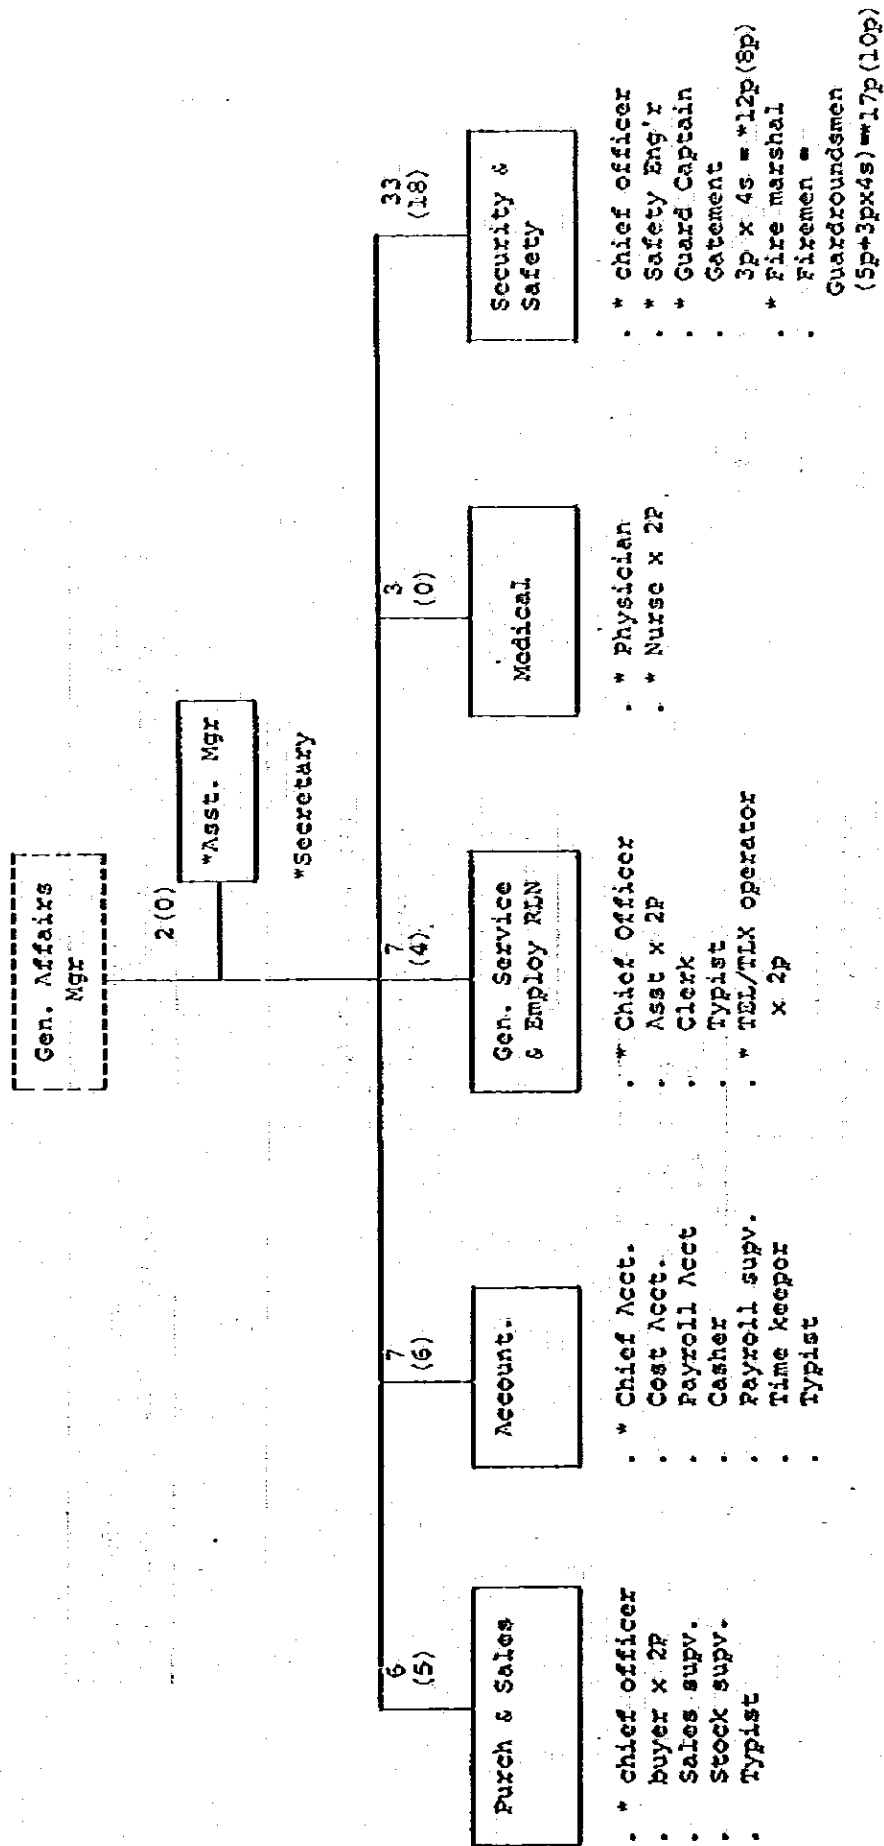 Gen. Affairs
Mgr
2(0)
*Asst. Mgr
*Secretary
6
(5)
Purch & Sales
. * chief officer
. buyer x 2P
. Sales supv.
. Stock supv.
. Typist
7
(6)
Account.
. * Chief Acct.
. Cost Acct.
. Payroll Acct
. Casher
. Payroll supv.
. Time keepor
. Typist
7
(4)
Gen. Service
& Employ RLN
. * Chief Officer
. Asst x 2P
. Clerk
. Typist
. * TEL/TLX operator
x 2p
3
(0)
Medical
. * Physician
. * Nurse x 2P
33
(18)
Security &
Safety
. * chief officer
. * Safety Eng'r
. * Guard Captain
. Gatement
3p x 4s = *12p(8p)
. * Fire marshal
. Firemen =
Guardroundsmen
(5p+3px4s)=*17p(10p)